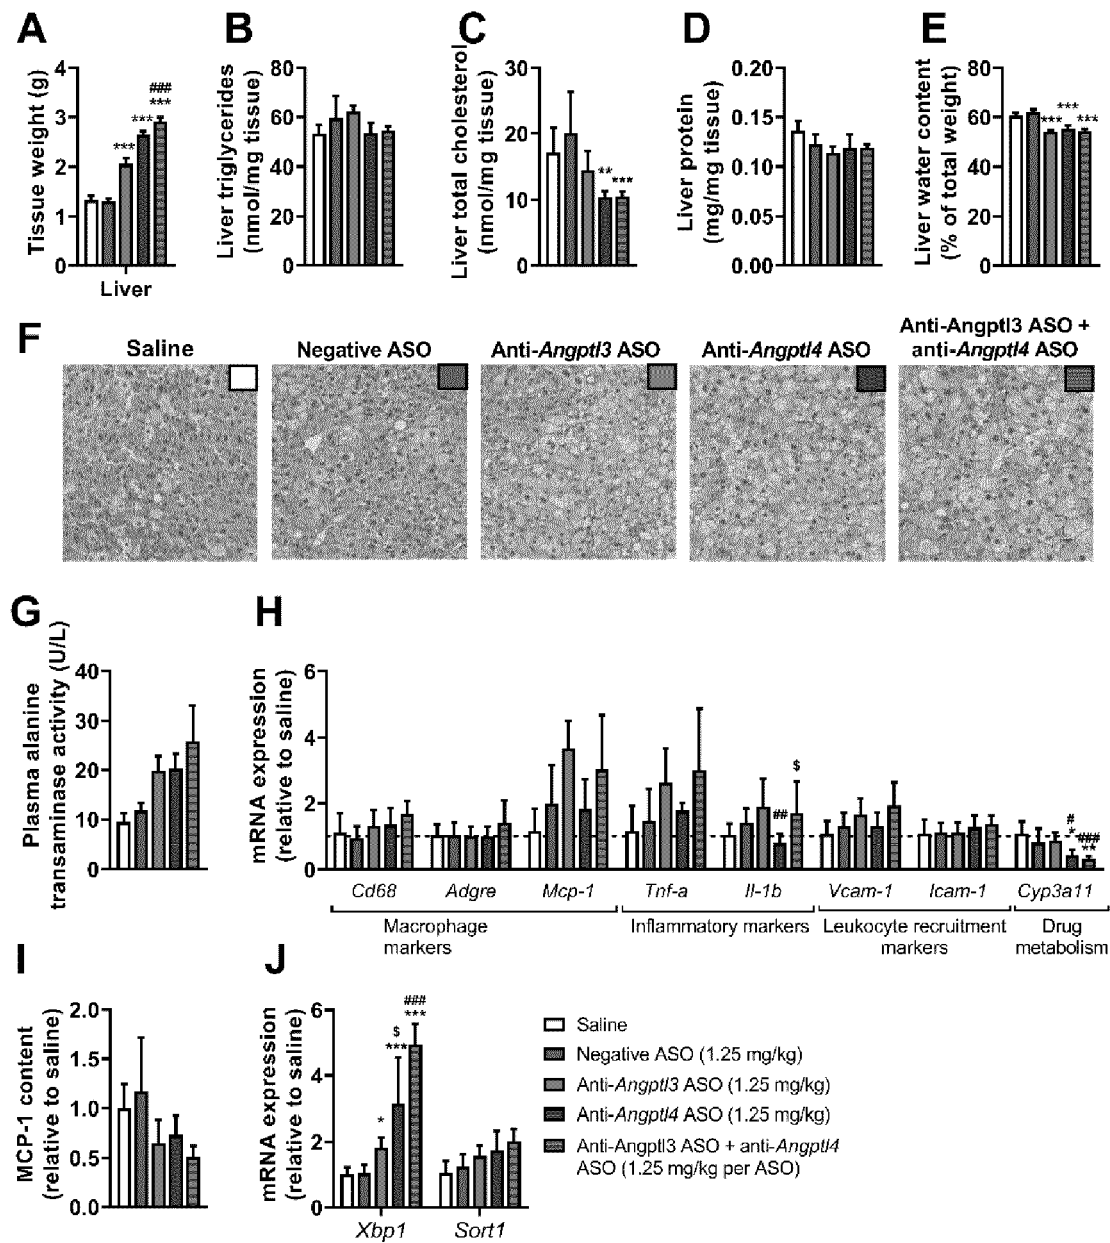 A
Tissue weight (g)
4
3
2
1
0
***
***
###
***
Liver
B
Liver triglycerides
(nmol/mg tissue)
80
60
40
20
0
C
Liver total cholesterol
(nmol/mg tissue)
30
20
10
0
**
***
D
Liver protein
(mg/mg tissue)
0.20
0.15
0.10
0.05
0.00
E
Liver water content
(% of total weight)
80
60
40
20
0
***
***
***
F
Saline
Negative ASO
Anti-Angptl3 ASO
Anti-Angptl4 ASO
Anti-Angptl3 ASO +
anti-Angptl4 ASO
G
Plasma alanine
transaminase activity (U/L)
40
30
20
10
0
H
mRNA expression
(relative to saline)
6
4
2
0
##
$
#
*
###
**
Cd68
Adgre
Mcp-1
Tnf-a
Il-1b
Vcam-1
Icam-1
Cyp3a11
Macrophage
markers
Inflammatory markers
Leukocyte recruitment
markers
Drug
metabolism
I
MCP-1 content
(relative to saline)
2.0
1.5
1.0
0.5
0.0
J
mRNA expression
(relative to saline)
6
4
2
0
*
$
***
###
***
Xbp1
Sort1
Saline
Negative ASO (1.25 mg/kg)
Anti-Angptl3 ASO (1.25 mg/kg)
Anti-Angptl4 ASO (1.25 mg/kg)
Anti-Angptl3 ASO + anti-Angptl4
ASO (1.25 mg/kg per ASO)